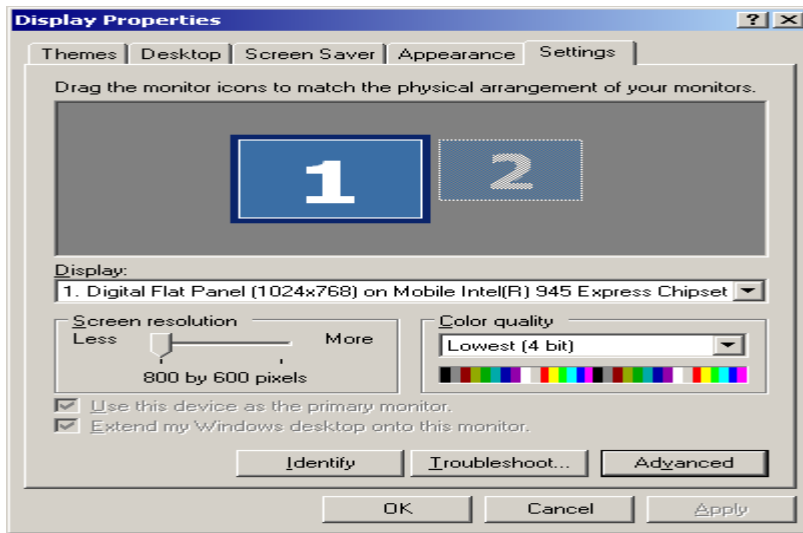 Display Properties
Themes Desktop Screen Saver Appearance Settings
Drag the monitor icons to match the physical arrangement of your monitors.
1 2
Display:
1. Digital Flat Panel (1024x768) on Mobile Intel(R) 945 Express Chipset
Screen resolution
Less More
800 by 600 pixels
Color quality
Lowest (4 bit)
Use this device as the primary monitor.
Extend my Windows desktop onto this monitor.
Identify Troubleshoot... Advanced
OK Cancel Apply